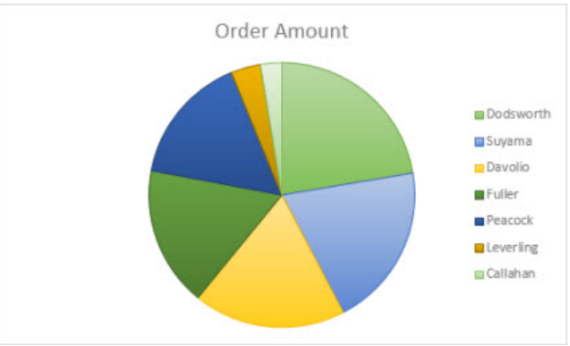 Order Amount
Dodsworth
Suyama
Davolio
Fuller
Peacock
Leverling
Callahan